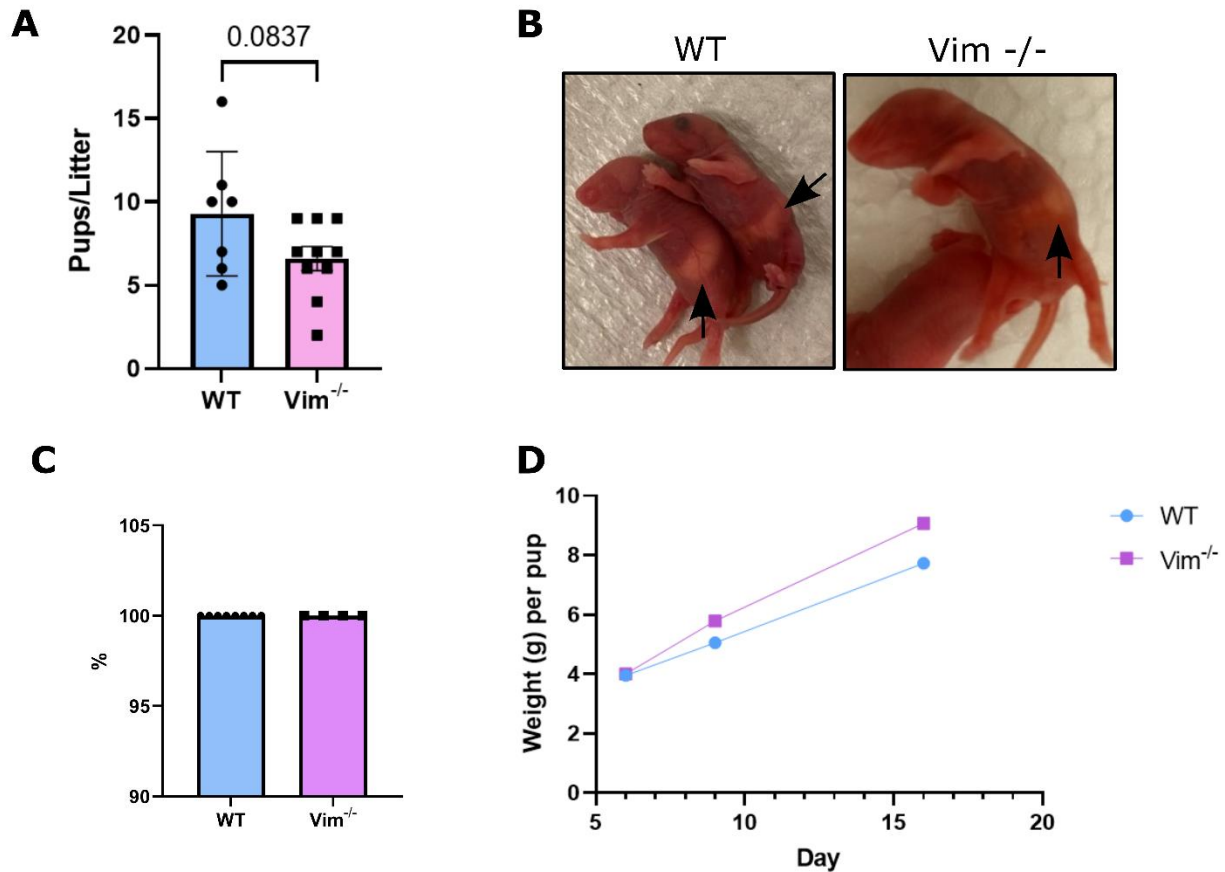 A
0.0837
20
15
10
5
0
Pups/Litter
WT
Vim-/-
B
WT
Vim -/-
C
105
100
95
90
%
WT
Vim-/-
D
10
8
6
4
2
0
Weight (g) per pup
5 10 15 20
Day
WT
Vim-/-